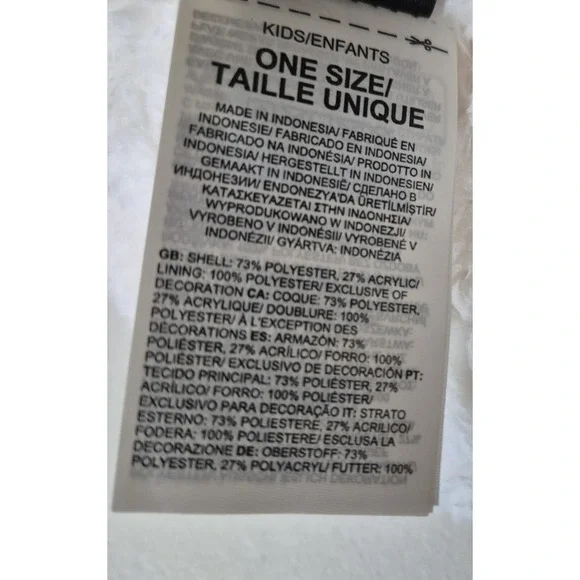 KIDS/ENFANTS
ONE SIZE/
TAILLE UNIQUE
MADE IN INDONESIA/ FABRIQUÉ EN
INDONESIE/ FABRICADO EN INDONESIA/
FABRICADO NA INDONÉSIA/ PRODOTTO IN
INDONESIA/ HERGESTELLT IN INDONESIEN/
GEMAAKT IN INDONESIË/ СДЕЛАНО В
ИНДОНЕЗИИ/ ENDONEZYA'DA ÜRETİLMİŞTİR/
ΚΑΤΑΣΚΕΥΑΖΕΤΑΙ ΣΤΗΝ ΙΝΔΟΝΗΣΙΑ/
WYPRODUKOWANO W INDONEZJI/
VYROBENO V INDONÉSII/ VYROBENÉ V
INDONÉZII/ GYÁRTVA: INDONÉZIA
GB: SHELL: 73% POLYESTER, 27% ACRYLIC/
LINING: 100% POLYESTER/ EXCLUSIVE OF
DECORATION CA: COQUE: 73% POLYESTER,
27% ACRYLIQUE/ DOUBLURE: 100%
POLYESTER/ À L'EXCEPTION DES
DÉCORATIONS ES: ARMAZÓN: 73%
POLIÉSTER, 27% ACRÍLICO/ FORRO: 100%
POLIÉSTER/ EXCLUSIVO DE DECORACIÓN PT:
TECIDO PRINCIPAL: 73% POLIÉSTER, 27%
ACRÍLICO/ FORRO: 100% POLIÉSTER/
EXCLUSIVO PARA DECORAÇÃO IT: STRATO
ESTERNO: 73% POLIESTERE, 27% ACRILICO/
FODERA: 100% POLIESTERE/ ESCLUSA LA
DECORAZIONE DE: OBERSTOFF: 73%
POLYESTER, 27% POLYACRYL/ FUTTER: 100%